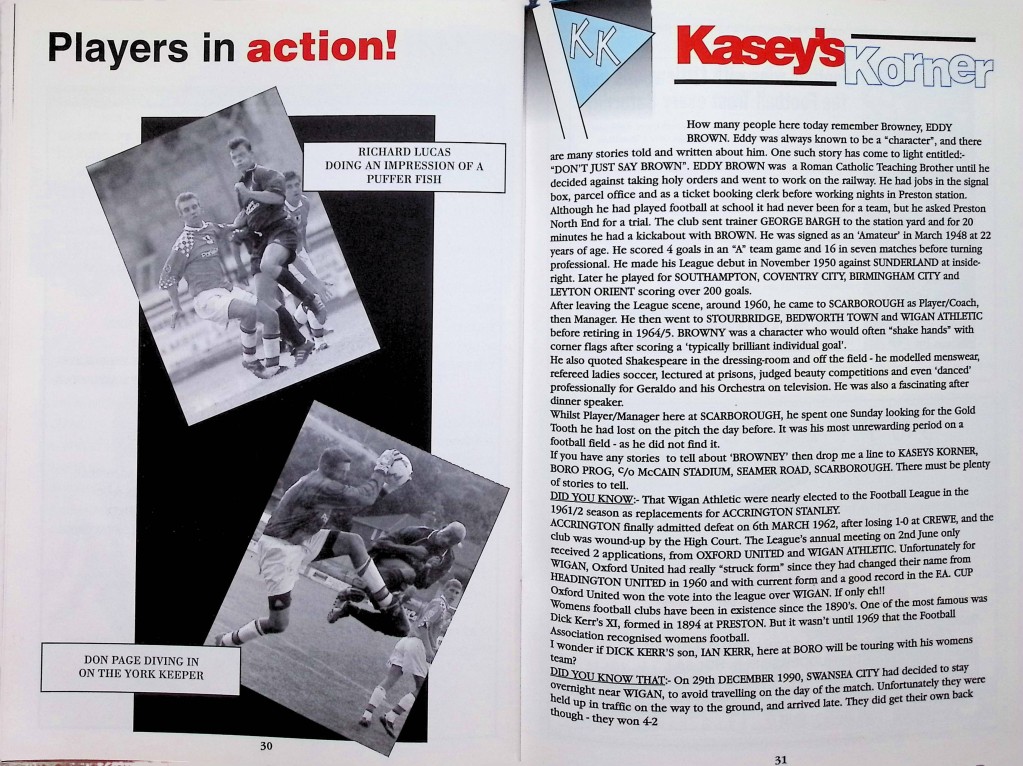 Players in action!
RICHARD LUCAS
DOING AN IMPRESSION OF A
PUFFER FISH
DON PAGE DIVING IN
ON THE YORK KEEPER
30
KK
Kasey's
Korner
How many people here today remember Browney, EDDY
BROWN. Eddy was always known to be a "character", and there
are many stories told and written about him. One such story has come to light entitled:-
"DON'T JUST SAY BROWN". EDDY BROWN was a Roman Catholic Teaching Brother until he
decided against taking holy orders and went to work on the railway. He had jobs in the signal
box, parcel office and as a ticket booking clerk before working nights in Preston station.
Although he had played football at school it had never been for a team, but he asked Preston
North End for a trial. The club sent trainer GEORGE BARGH to the station yard and for 20
minutes he had a kickabout with BROWN. He was signed as an 'Amateur' in March 1948 at 22
years of age. He scored 4 goals in an "A" team game and 16 in seven matches before turning
professional. He made his League debut in November 1950 against SUNDERLAND at inside-
right. Later he played for SOUTHAMPTON, COVENTRY CITY, BIRMINGHAM CITY and
LEYTON ORIENT scoring over 200 goals.
After leaving the League scene, around 1960, he came to SCARBOROUGH as Player/Coach,
then Manager. He then went to STOURBRIDGE, BEDWORTH TOWN and WIGAN ATHLETIC
before retiring in 1964/5. BROWNY was a character who would often "shake hands" with
corner flags after scoring a 'typically brilliant individual goal'.
He also quoted Shakespeare in the dressing-room and off the field - he modelled menswear,
refereed ladies soccer, lectured at prisons, judged beauty competitions and even 'danced'
professionally for Geraldo and his Orchestra on television. He was also a fascinating after
dinner speaker.
Whilst Player/Manager here at SCARBOROUGH, he spent one Sunday looking for the Gold
Tooth he had lost on the pitch the day before. It was his most unrewarding period on a
football field - as he did not find it.
If you have any stories to tell about 'BROWNEY' then drop me a line to KASEYS KORNER,
BORO PROG, c/o McCAIN STADIUM, SEAMER ROAD, SCARBOROUGH. There must be plenty
of stories to tell.
DID YOU KNOW:- That Wigan Athletic were nearly elected to the Football League in the
1961/2 season as replacements for ACCRINGTON STANLEY.
ACCRINGTON finally admitted defeat on 6th MARCH 1962, after losing 1-0 at CREWE, and the
club was wound-up by the High Court. The League's annual meeting on 2nd June only
received 2 applications, from OXFORD UNITED and WIGAN ATHLETIC. Unfortunately for
WIGAN, Oxford United had really "struck form" since they had changed their name from
HEADINGTON UNITED in 1960 and with current form and a good record in the F.A. CUP
Oxford United won the vote into the league over WIGAN. If only eh!!
Womens football clubs have been in existence since the 1890's. One of the most famous was
Dick Kerr's XI, formed in 1894 at PRESTON. But it wasn't until 1969 that the Football
Association recognised womens football.
I wonder if DICK KERR'S son, IAN KERR, here at BORO will be touring with his womens
team?
DID YOU KNOW THAT:- On 29th DECEMBER 1990, SWANSEA CITY had decided to stay
overnight near WIGAN, to avoid travelling on the day of the match. Unfortunately they were
held up in traffic on the way to the ground, and arrived late. They did get their own back
though - they won 4-2
31